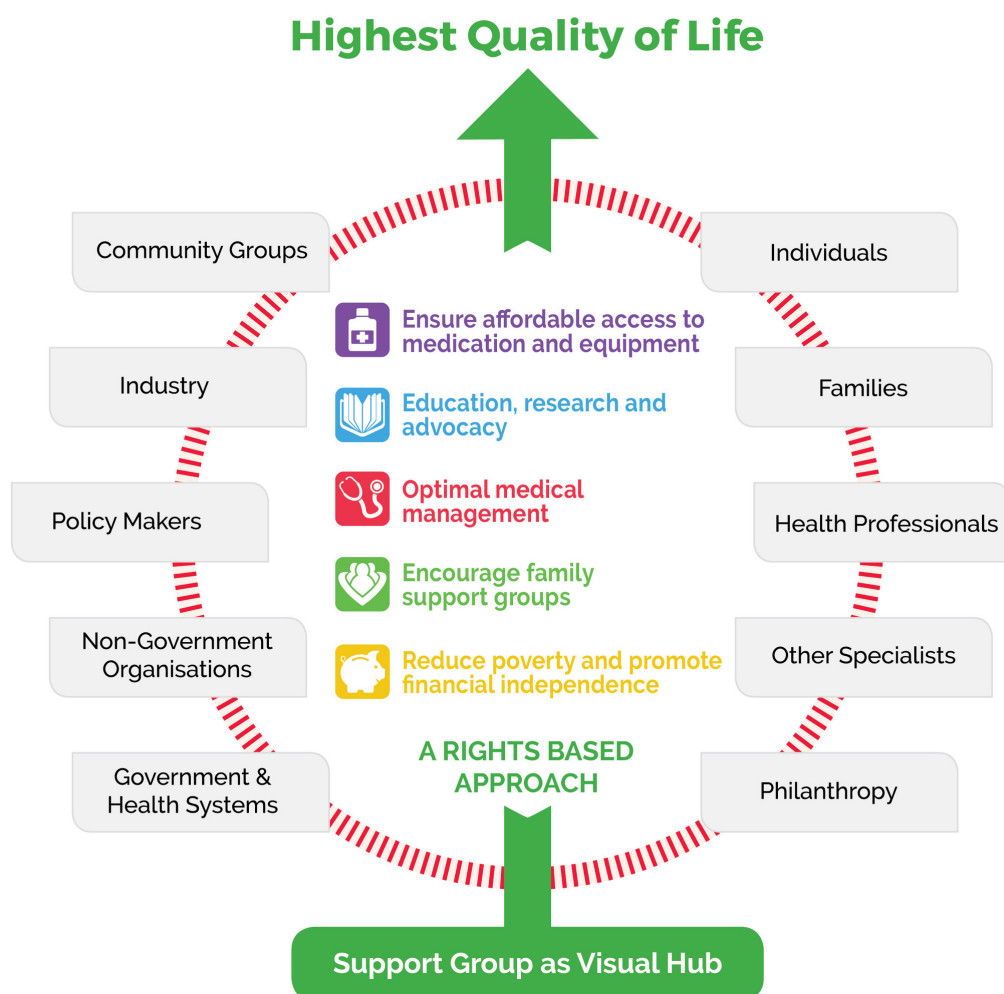 Highest Quality of Life
Community Groups
Individuals
Ensure affordable access to
medication and equipment
Industry
Families
Education, research and
advocacy
Policy Makers
Optimal medical
management
Health Professionals
Encourage family
support groups
Non-Government
Organisations
Other Specialists
Reduce poverty and promote
financial independence
A RIGHTS BASED
APPROACH
Government &
Health Systems
Philanthropy
Support Group as Visual Hub